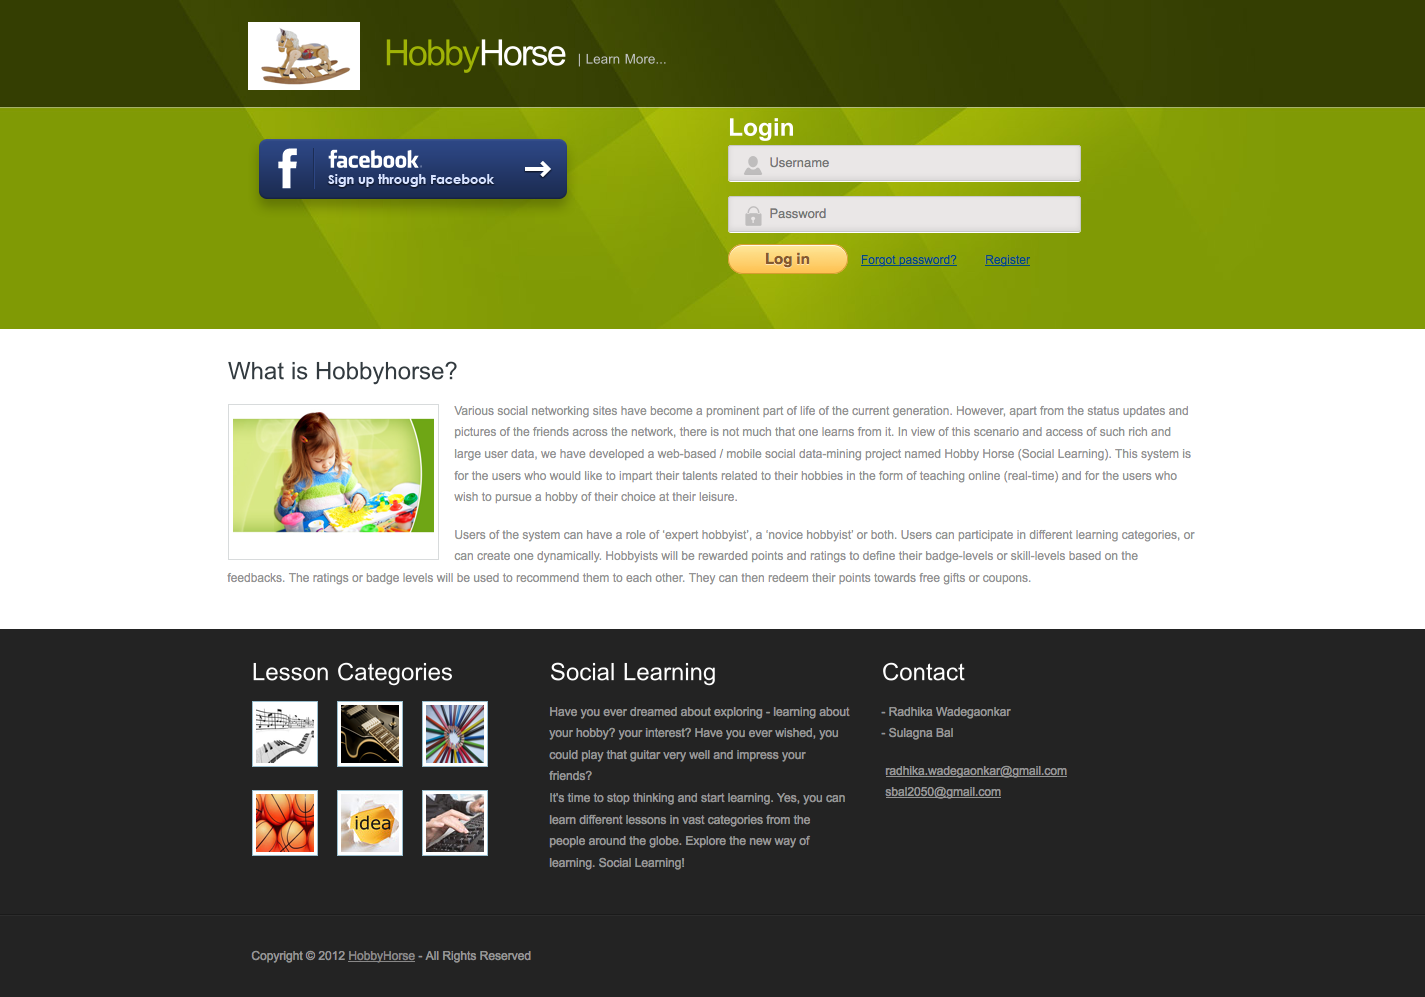 HobbyHorse | Learn More...
facebook.
Sign up through Facebook
Login
Username
Password
Log in Forgot password? Register
What is Hobbyhorse?
Various social networking sites have become a prominent part of life of the current generation. However, apart from the status updates and
pictures of the friends across the network, there is not much that one learns from it. In view of this scenario and access of such rich and
large user data, we have developed a web-based / mobile social data-mining project named Hobby Horse (Social Learning). This system is
for the users who would like to impart their talents related to their hobbies in the form of teaching online (real-time) and for the users who
wish to pursue a hobby of their choice at their leisure.
Users of the system can have a role of 'expert hobbyist', a 'novice hobbyist' or both. Users can participate in different learning categories, or
can create one dynamically. Hobbyists will be rewarded points and ratings to define their badge-levels or skill-levels based on the
feedbacks. The ratings or badge levels will be used to recommend them to each other. They can then redeem their points towards free gifts or coupons.
Lesson Categories
idea
Social Learning
Have you ever dreamed about exploring - learning about
your hobby? your interest? Have you ever wished, you
could play that guitar very well and impress your
friends?
It's time to stop thinking and start learning. Yes, you can
learn different lessons in vast categories from the
people around the globe. Explore the new way of
learning. Social Learning!
Contact
- Radhika Wadegaonkar
- Sulagna Bal
radhika.wadegaonkar@gmail.com
sbal2050@gmail.com
Copyright © 2012 HobbyHorse - All Rights Reserved